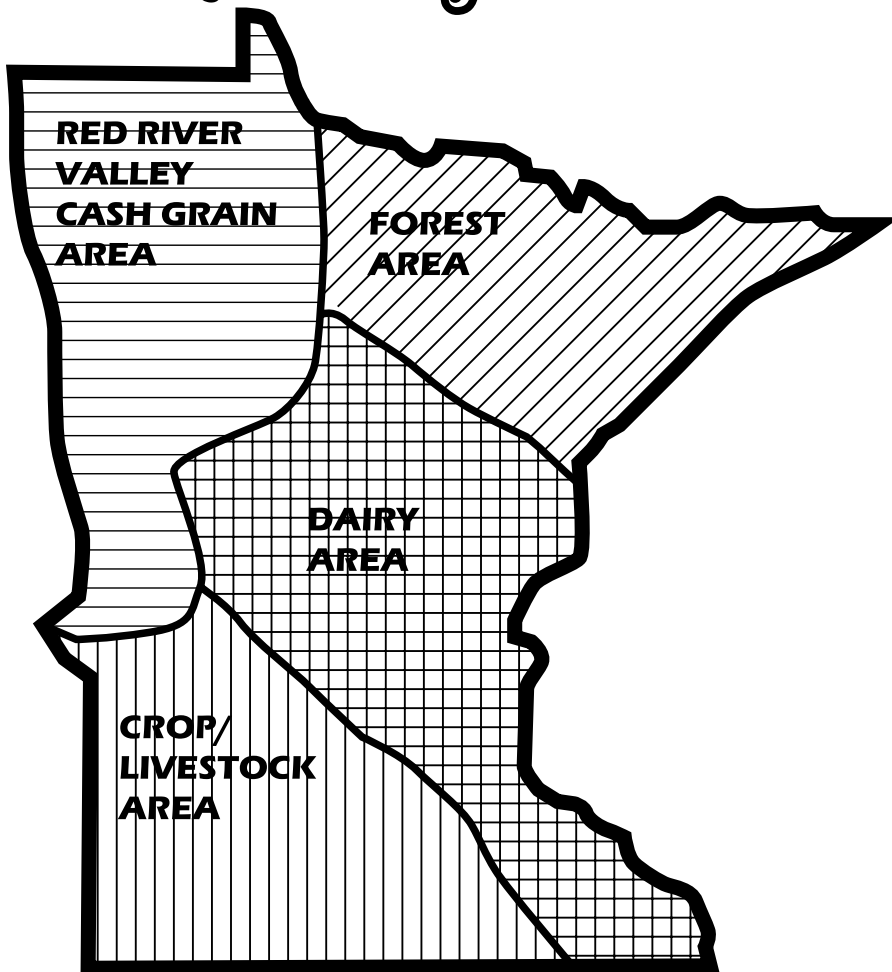 RED RIVER
VALLEY
CASH GRAIN
AREA
FOREST
AREA
DAIRY
AREA
CROP/
LIVESTOCK
AREA